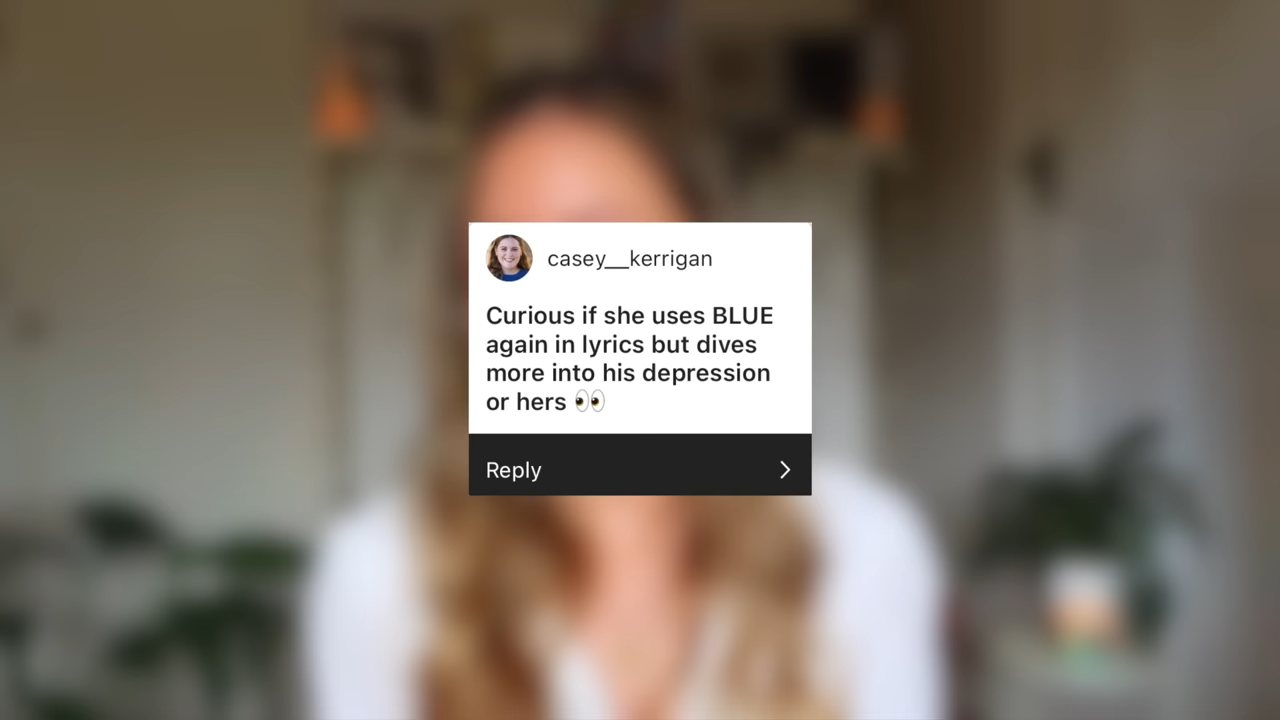 casey__kerrigan
Curious if she uses BLUE
again in lyrics but dives
more into his depression
or hers 👀
Reply